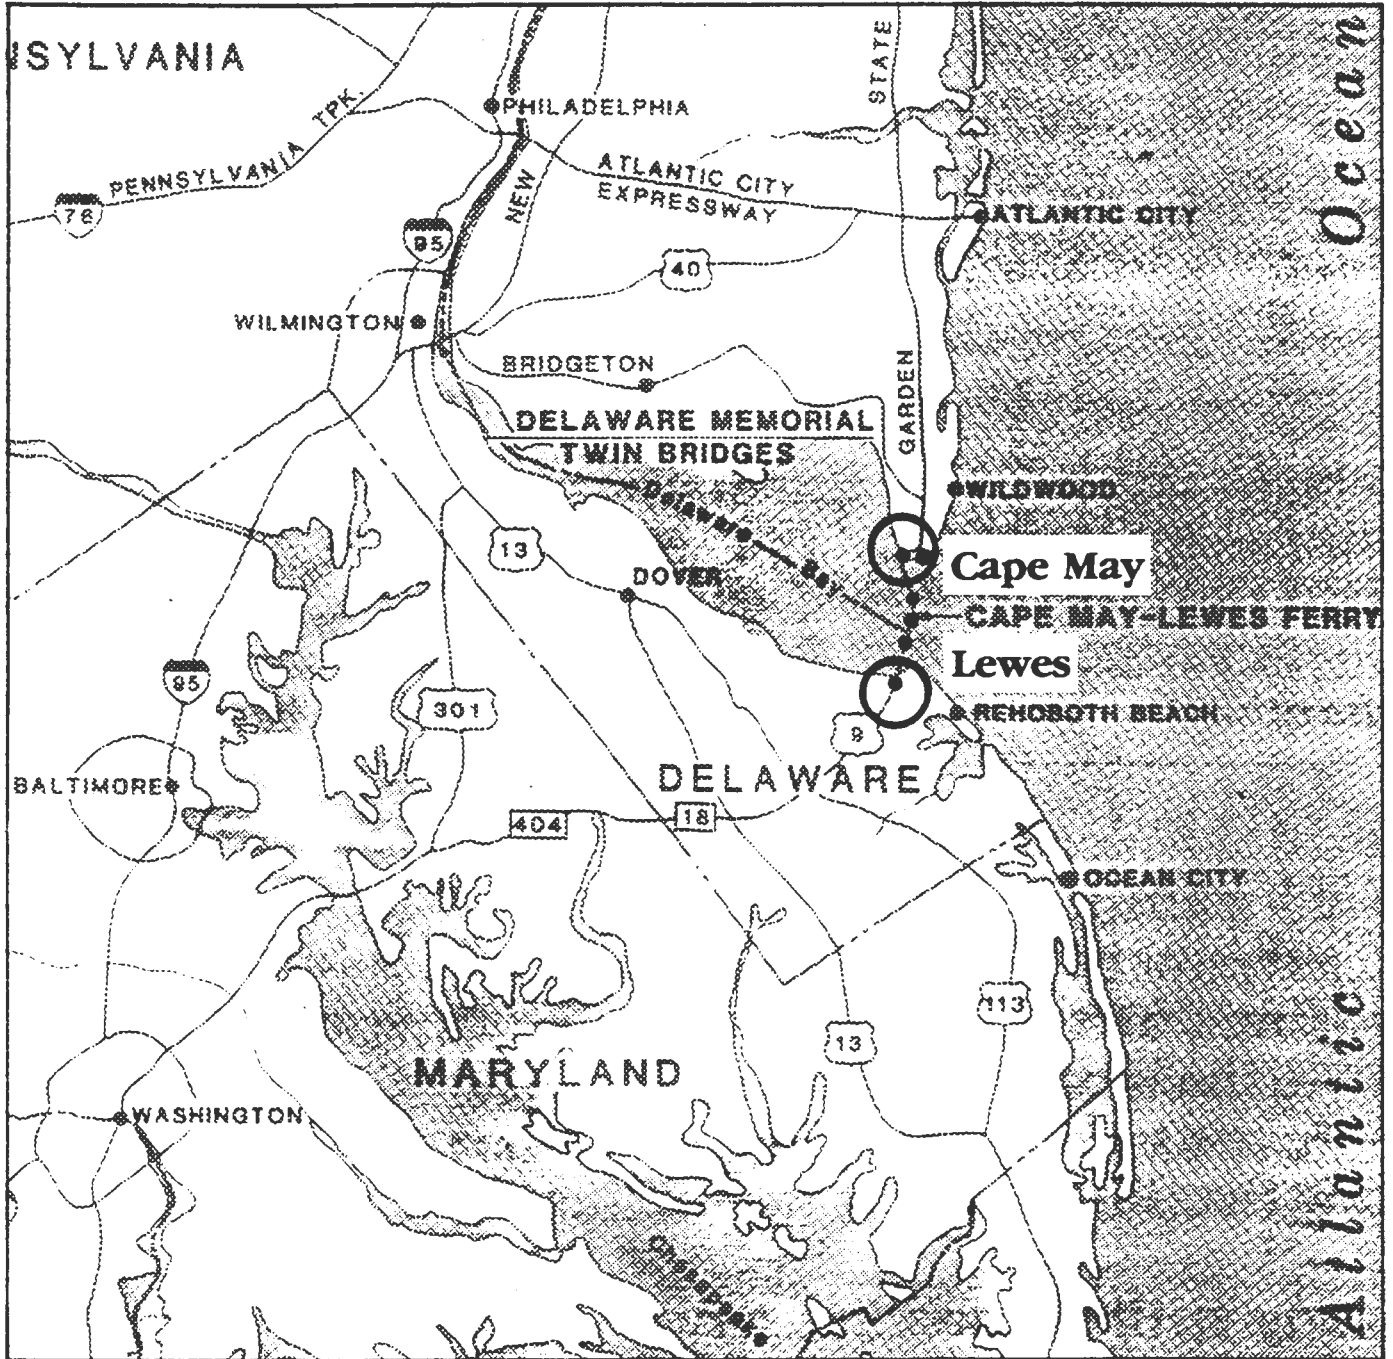 NSYLVANIA
STATE
Ocean
PHILADELPHIA
PENNSYLVANIA TPK.
76
NEW
ATLANTIC CITY
EXPRESSWAY
ATLANTIC CITY
95
40
WILMINGTON
BRIDGETON
GARDEN
DELAWARE MEMORIAL
TWIN BRIDGES
Delaware Bay
WILDWOOD
13
Cape May
DOVER
CAPE MAY-LEWES FERRY
Lewes
95
301
9
REHOBOTH BEACH
BALTIMORE
DELAWARE
404
18
OCEAN CITY
113
13
MARYLAND
WASHINGTON
Atlantic
Chesapeake